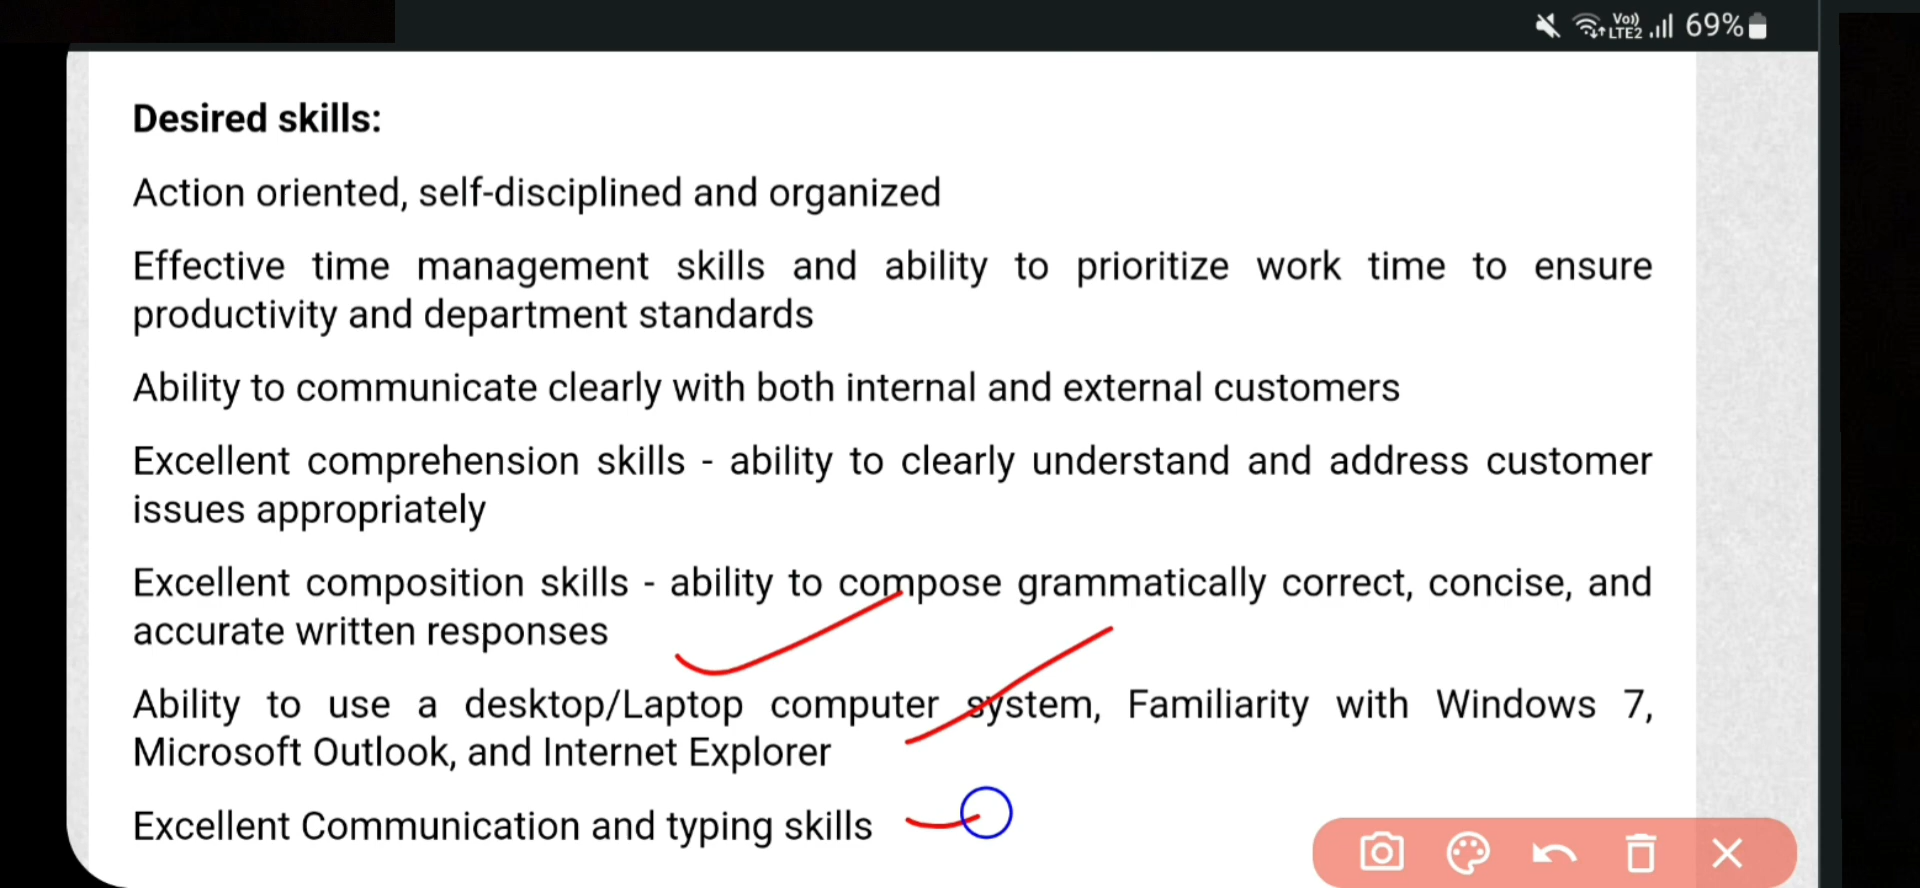 Vo)) LTE2 69%
Desired skills:
Action oriented, self-disciplined and organized
Effective time management skills and ability to prioritize work time to ensure
productivity and department standards
Ability to communicate clearly with both internal and external customers
Excellent comprehension skills - ability to clearly understand and address customer
issues appropriately
Excellent composition skills - ability to compose grammatically correct, concise, and
accurate written responses
Ability to use a desktop/Laptop computer system, Familiarity with Windows 7,
Microsoft Outlook, and Internet Explorer
Excellent Communication and typing skills